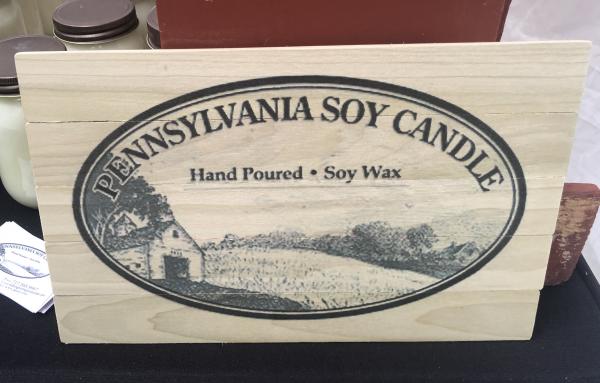 PENNSYLVANIA SOY CANDLE
Hand Poured • Soy Wax